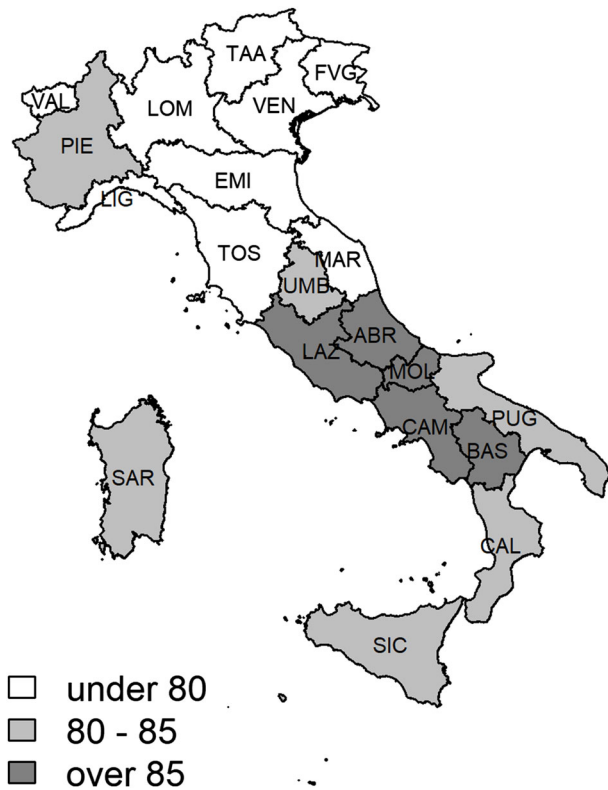 TAA
FVG
VAL
LOM
VEN
PIE
EMI
LIG
TOS
MAR
UMB
ABR
LAZ
MOL
PUG
CAM
BAS
SAR
CAL
SIC
under 80
80 - 85
over 85